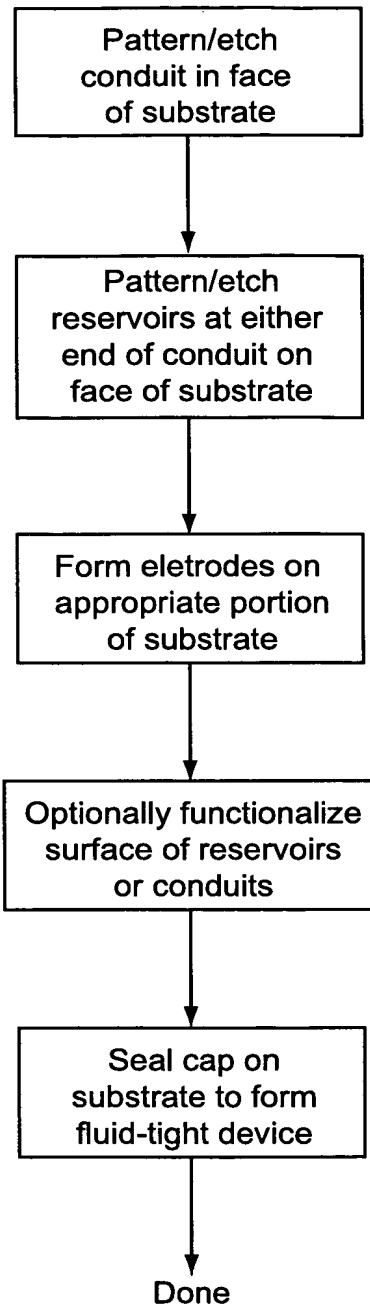 Pattern/etch
conduit in face
of substrate
Pattern/etch
reservoirs at either
end of conduit on
face of substrate
Form eletrodes on
appropriate portion
of substrate
Optionally functionalize
surface of reservoirs
or conduits
Seal cap on
substrate to form
fluid-tight device
Done